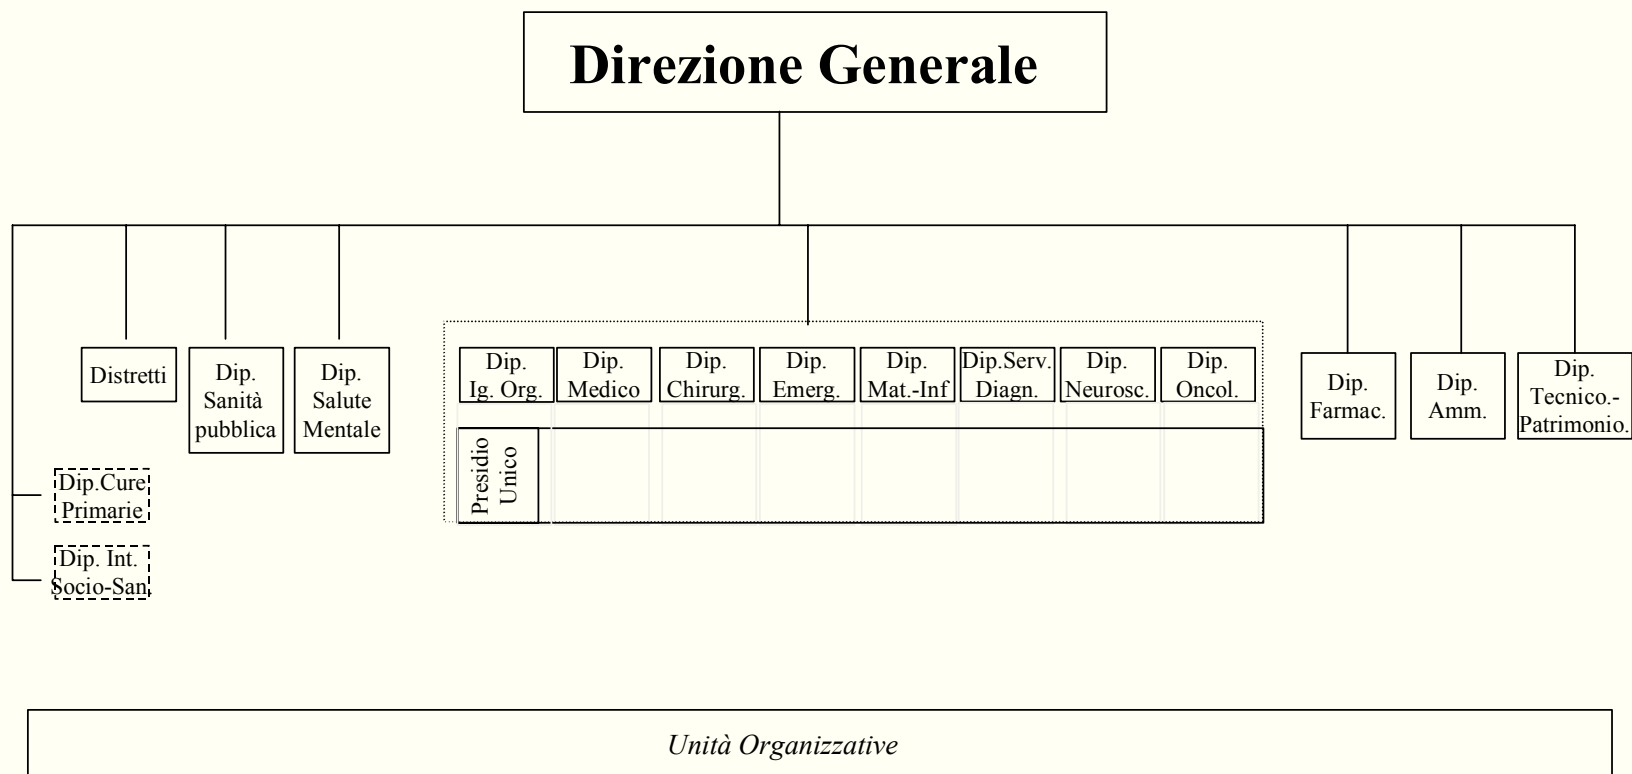 Direzione Generale
Distretti
Dip.
Sanità
pubblica
Dip.
Salute
Mentale
Dip.
Ig. Org.
Dip.
Medico
Dip.
Chirurg.
Dip.
Emerg.
Dip.
Mat.-Inf
Dip.Serv.
Diagn.
Dip.
Neurosc.
Dip.
Oncol.
Dip.
Farmac.
Dip.
Amm.
Dip.
Tecnico.-
Patrimonio.
Presidio
Unico
Dip.Cure
Primarie
Dip. Int.
Socio-San.
Unità Organizzative